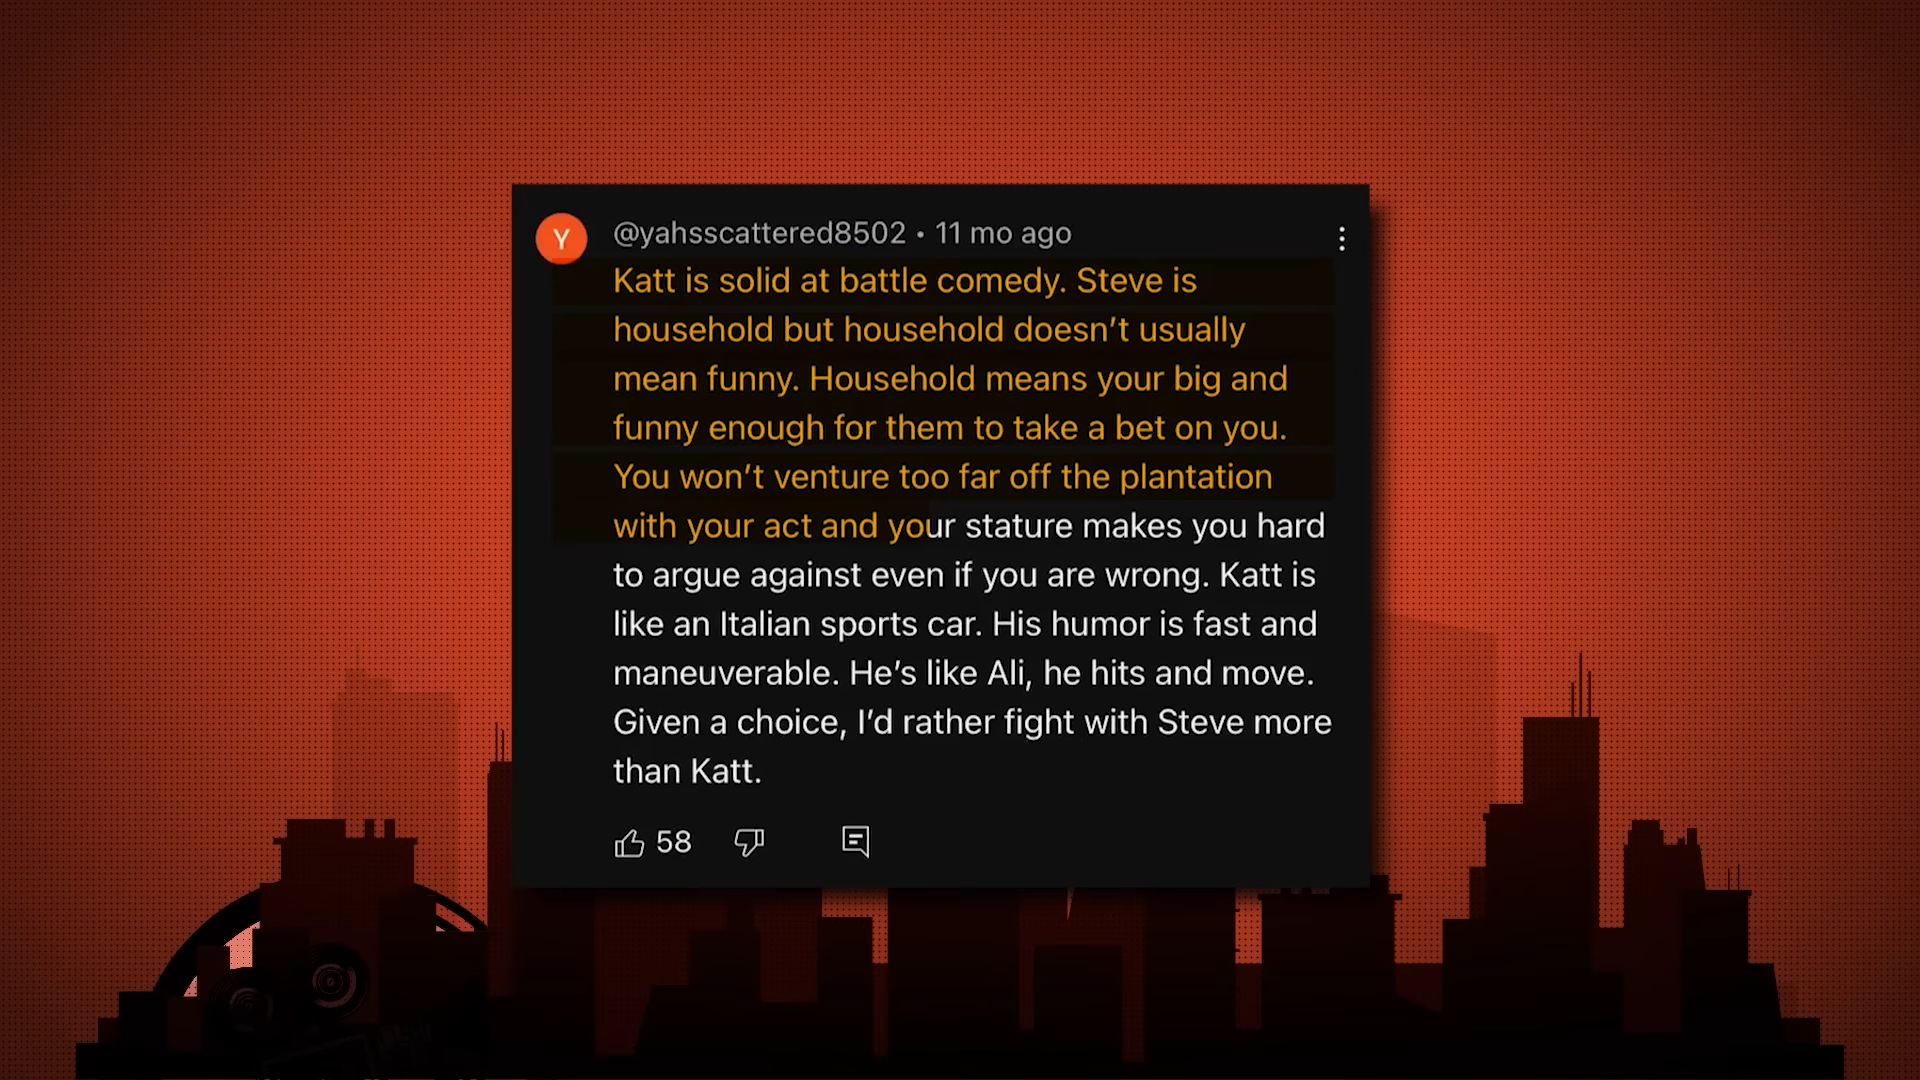 Y
@yahsscattered8502 • 11 mo ago
Katt is solid at battle comedy. Steve is
household but household doesn’t usually
mean funny. Household means your big and
funny enough for them to take a bet on you.
You won’t venture too far off the plantation
with your act and your stature makes you hard
to argue against even if you are wrong. Katt is
like an Italian sports car. His humor is fast and
maneuverable. He’s like Ali, he hits and move.
Given a choice, I’d rather fight with Steve more
than Katt.
58